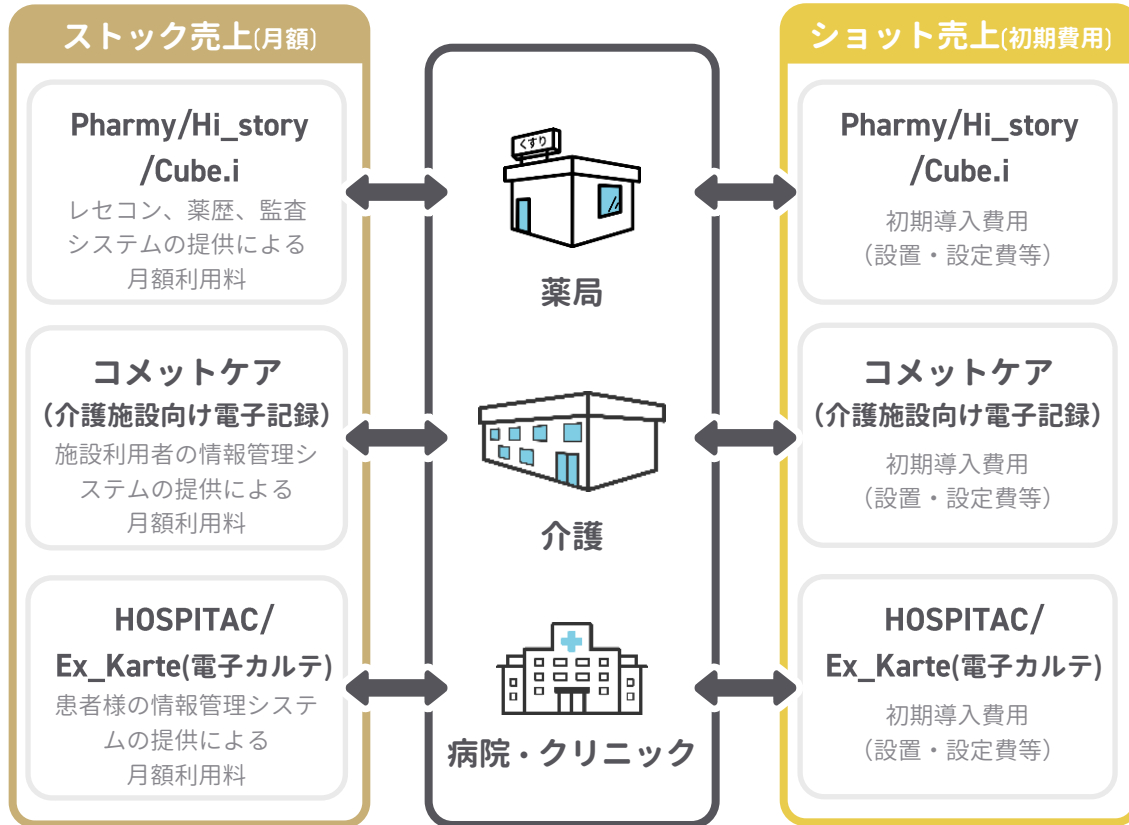 ストック売上(月額)
Pharmy/Hi_story
/Cube.i
レセコン、薬歴、監査
システムの提供による
月額利用料
コメットケア
(介護施設向け電子記録)
施設利用者の情報管理シ
ステムの提供による
月額利用料
HOSPITAC/
Ex_Karte(電子カルテ)
患者様の情報管理システ
ムの提供による
月額利用料
くすり
薬局
介護
病院・クリニック
ショット売上(初期費用)
Pharmy/Hi_story
/Cube.i
初期導入費用
（設置・設定費等）
コメットケア
(介護施設向け電子記録)
初期導入費用
（設置・設定費等）
HOSPITAC/
Ex_Karte(電子カルテ)
初期導入費用
（設置・設定費等）